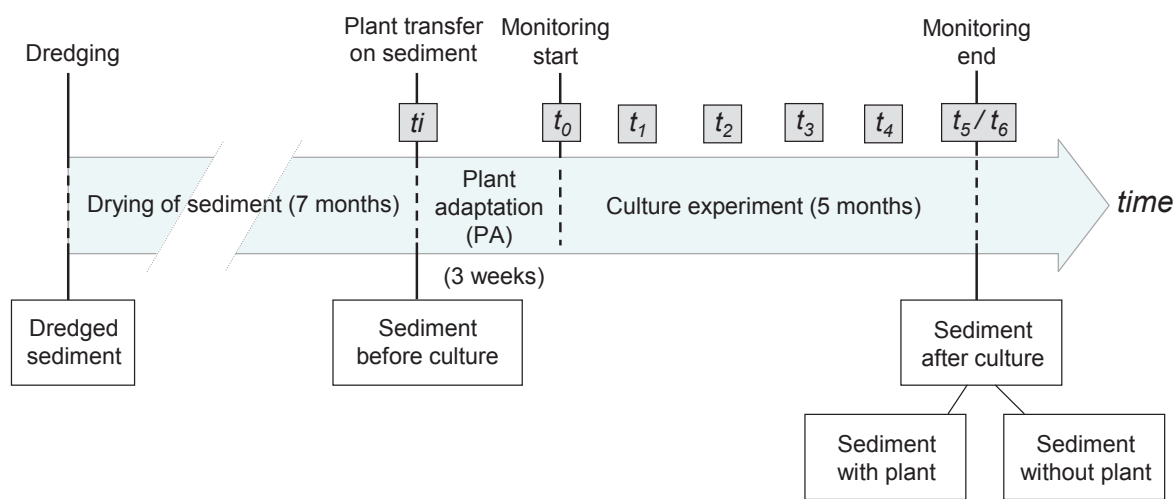 Dredging
Plant transfer
on sediment
Monitoring
start
Monitoring
end
ti
t0
t1
t2
t3
t4
t5 / t6
Drying of sediment (7 months)
Plant
adaptation
(PA)
(3 weeks)
Culture experiment (5 months)
time
Dredged
sediment
Sediment
before culture
Sediment
after culture
Sediment
with plant
Sediment
without plant